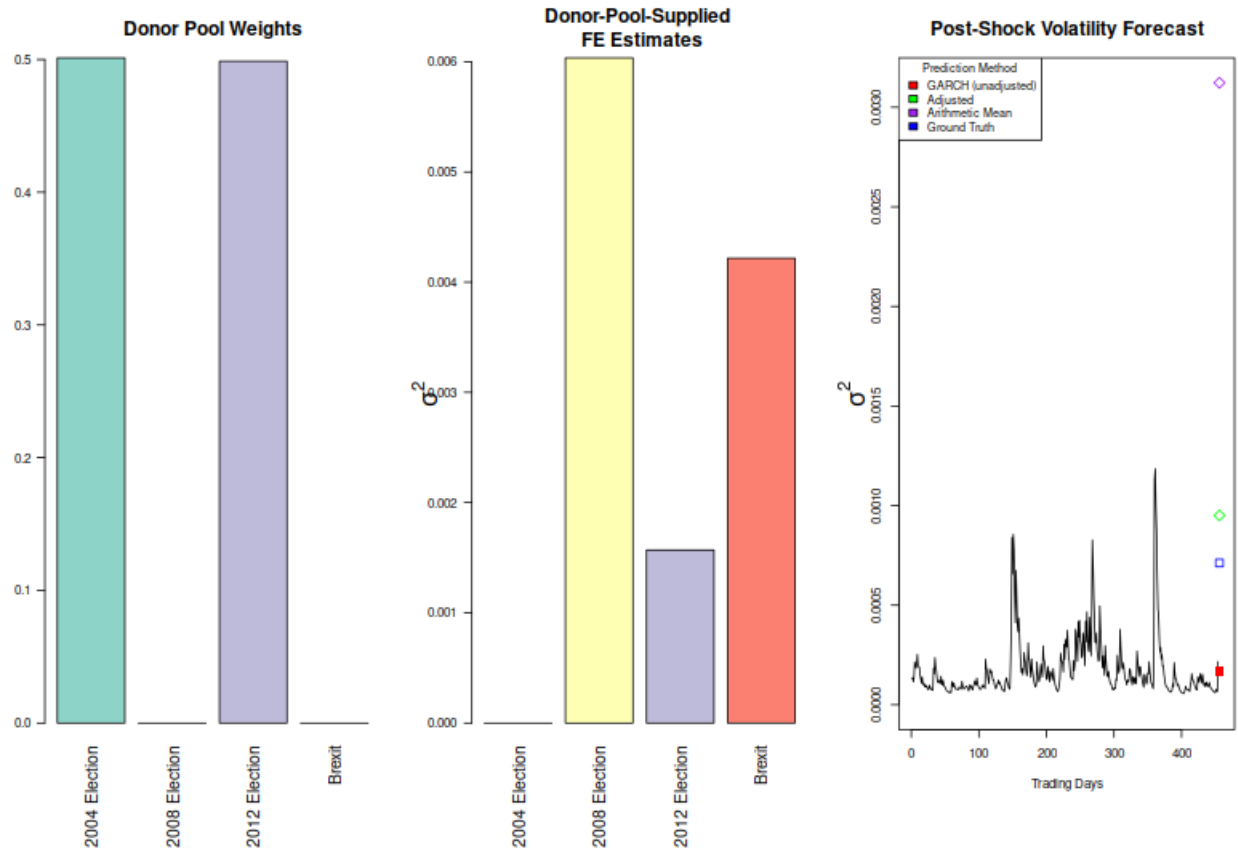 Donor Pool Weights
0.5
0.4
0.3
0.2
0.1
0.0
2004 Election
2008 Election
2012 Election
Brexit
Donor-Pool-Supplied
FE Estimates
σ²
0.006
0.005
0.004
0.003
0.002
0.001
0.000
2004 Election
2008 Election
2012 Election
Brexit
Post-Shock Volatility Forecast
Prediction Method
GARCH (unadjusted)
Adjusted
Arithmetic Mean
Ground Truth
σ²
0.0030
0.0025
0.0020
0.0015
0.0010
0.0005
0.0000
0
100
200
300
400
Trading Days